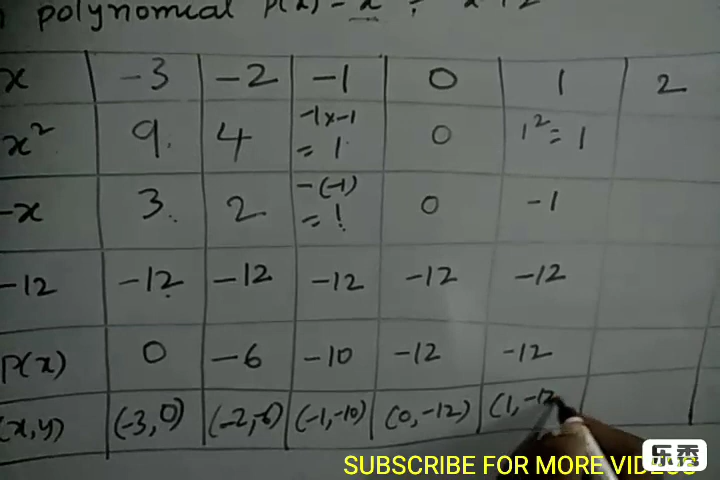 polynomial P(x) =
x -3 -2 -1 0 1 2
x² 9. 4 -1x-1 = 1 0 1² = 1
-x 3. 2 -(-1) = 1 0 -1
-12 -12 -12 -12 -12 -12
P(x) 0 -6 -10 -12 -12
(x,y) (-3,0) (-2,-6) (-1,-10) (0,-12) (1,-12
SUBSCRIBE FOR MORE VIDEOS
乐秀